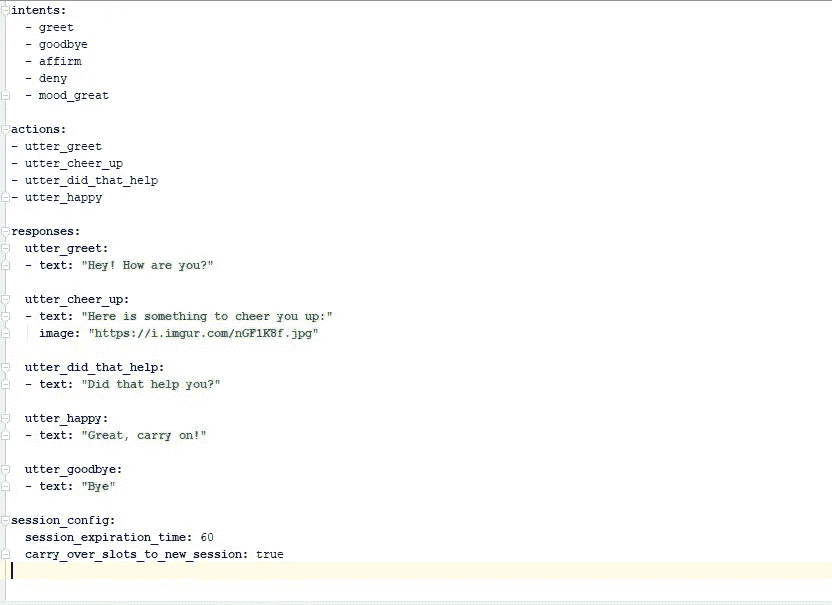 intents:
  - greet
  - goodbye
  - affirm
  - deny
  - mood_great
actions:
- utter_greet
- utter_cheer_up
- utter_did_that_help
- utter_happy
responses:
  utter_greet:
  - text: "Hey! How are you?"
  utter_cheer_up:
  - text: "Here is something to cheer you up:"
    image: "https://i.imgur.com/nGF1K8f.jpg"
  utter_did_that_help:
  - text: "Did that help you?"
  utter_happy:
  - text: "Great, carry on!"
  utter_goodbye:
  - text: "Bye"
session_config:
  session_expiration_time: 60
  carry_over_slots_to_new_session: true